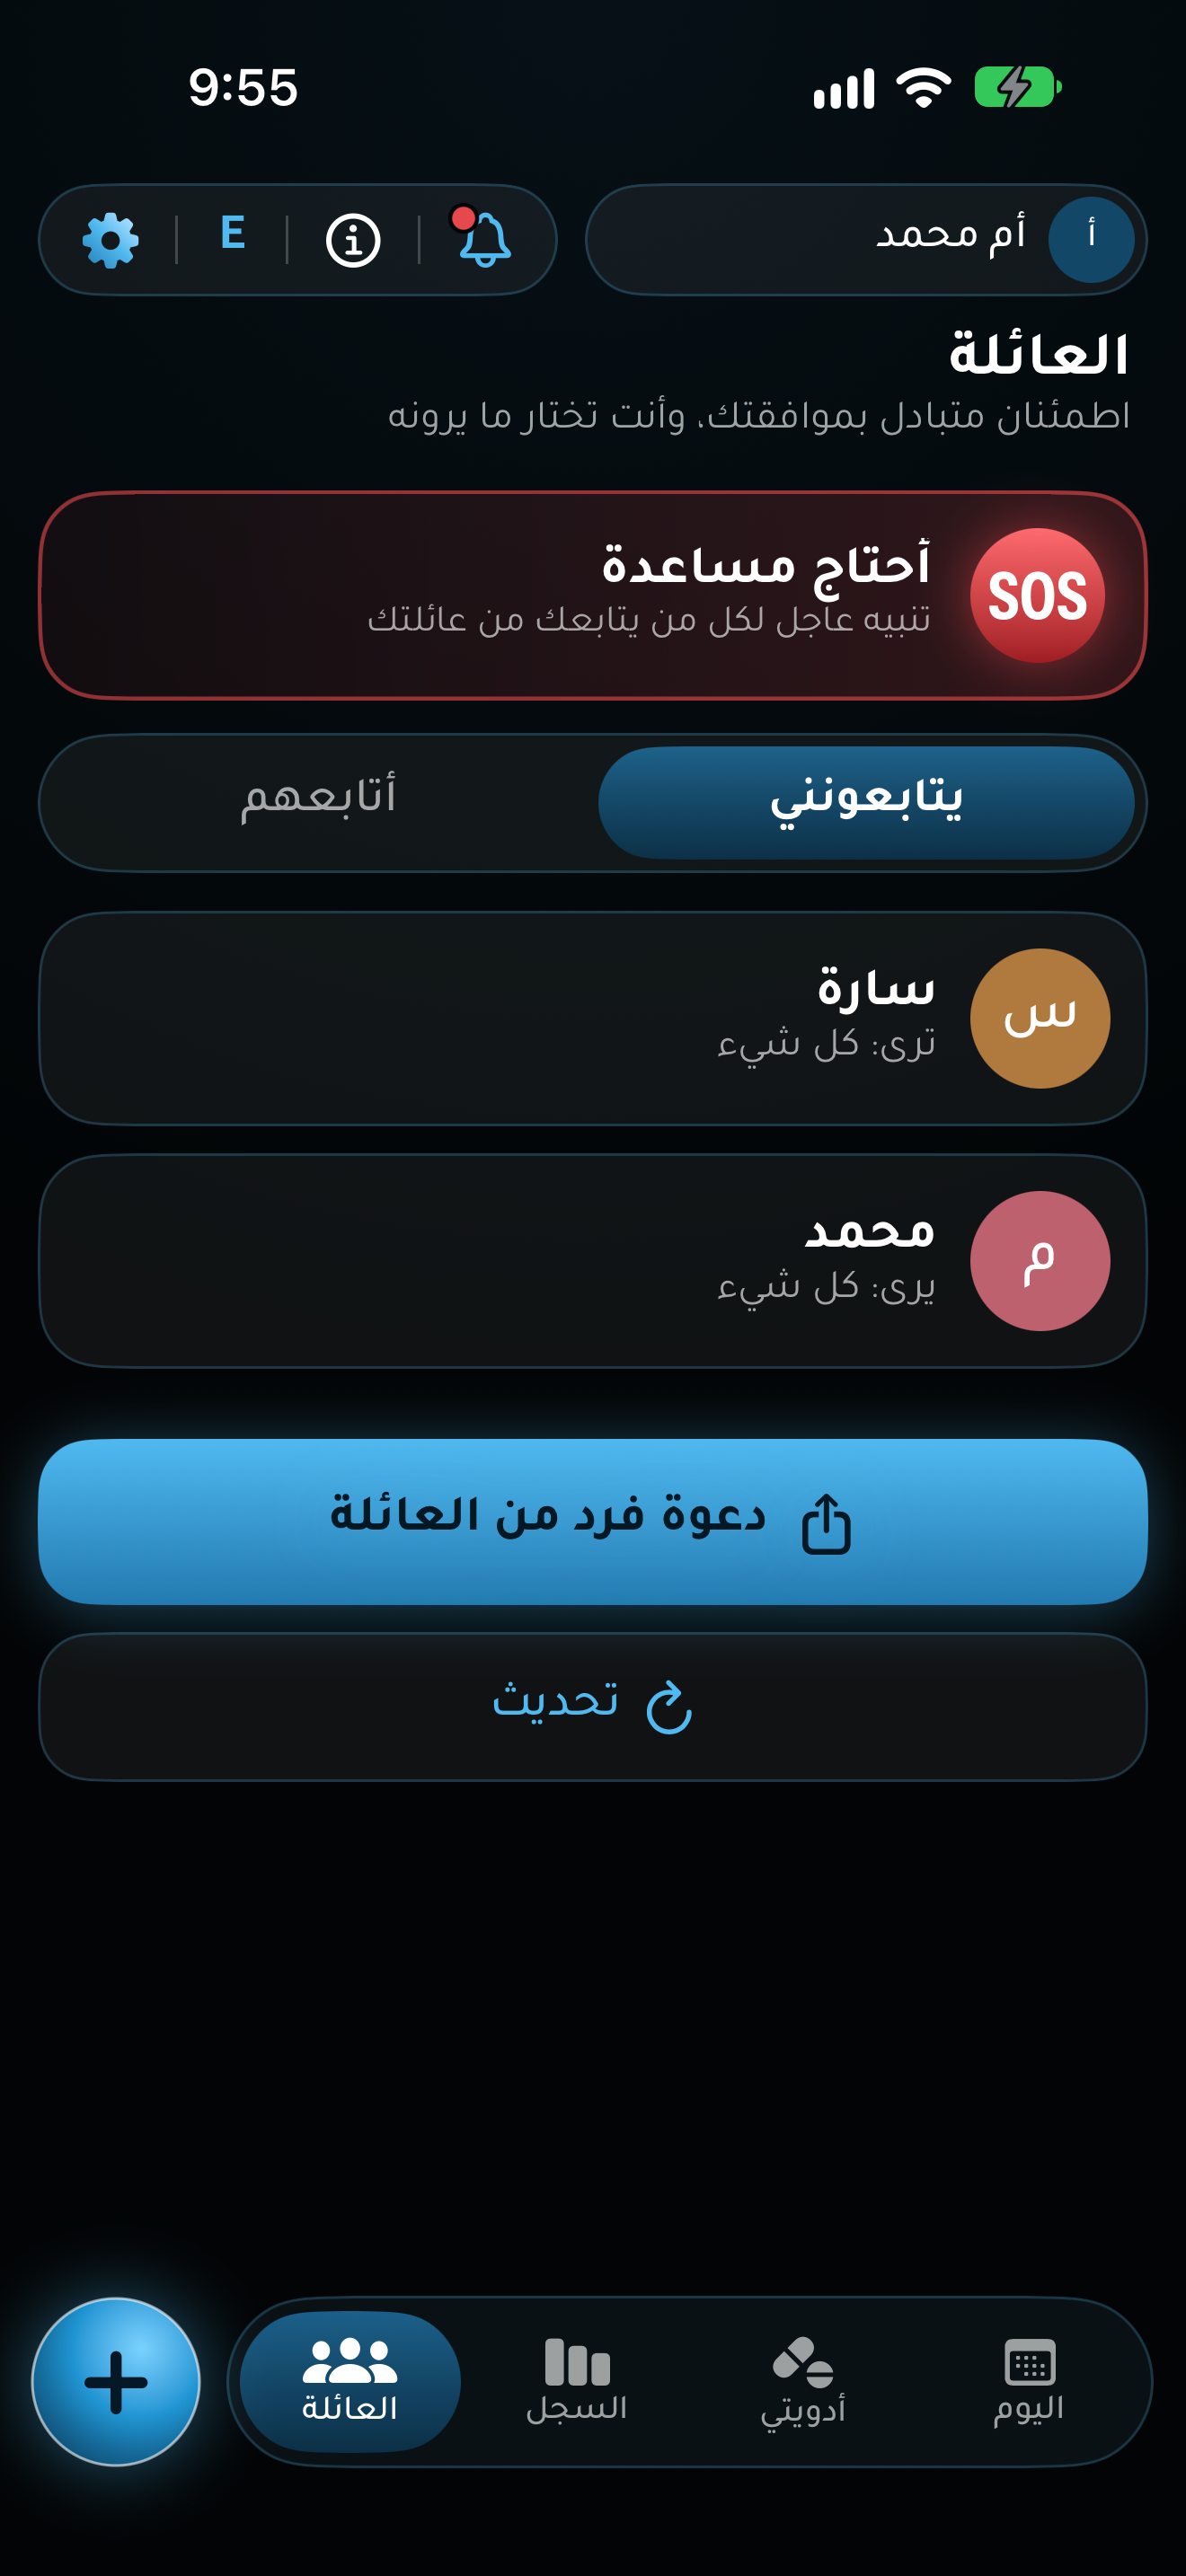 9:55
أ
أم محمد
E
العائلة
اطمئنان متبادل بموافقتك، وأنت تختار ما يرونه
SOS
أحتاج مساعدة
تنبيه عاجل لكل من يتابعك من عائلتك
يتابعونني
أتابعهم
س
سارة
ترى: كل شيء
م
محمد
يرى: كل شيء
دعوة فرد من العائلة
تحديث
اليوم
أدويتي
السجل
العائلة